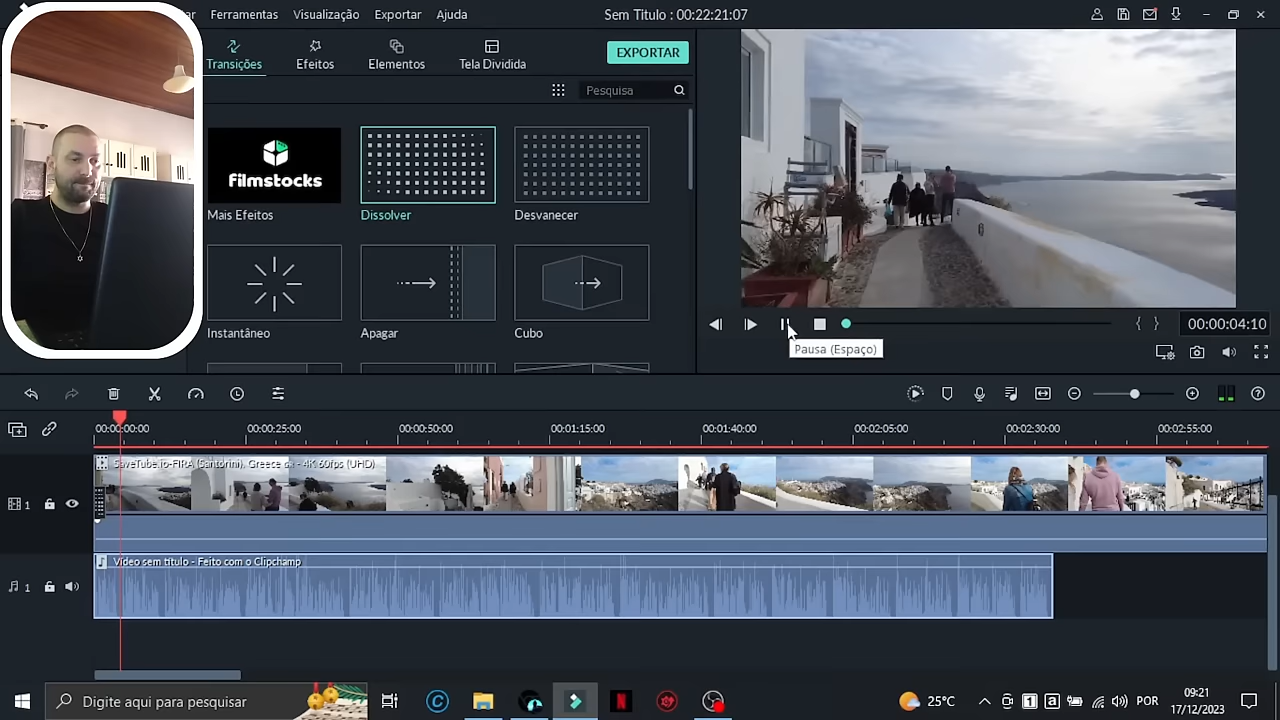 ar Ferramentas Visualização Exportar Ajuda
Sem Titulo : 00:22:21:07
Transições Efeitos Elementos Tela Dividida
EXPORTAR
Pesquisa
filmstocks
Mais Efeitos Dissolver Desvanecer
Instantâneo Apagar Cubo
00:00:04:10
Pausa (Espaço)
00:00:00:00 00:00:25:00 00:00:50:00 00:01:15:00 00:01:40:00 00:02:05:00 00:02:30:00 00:02:55:00
1
1
Vídeo sem título - Feito com o Clipchamp
Digite aqui para pesquisar
25°C
POR
09:21
17/12/2023